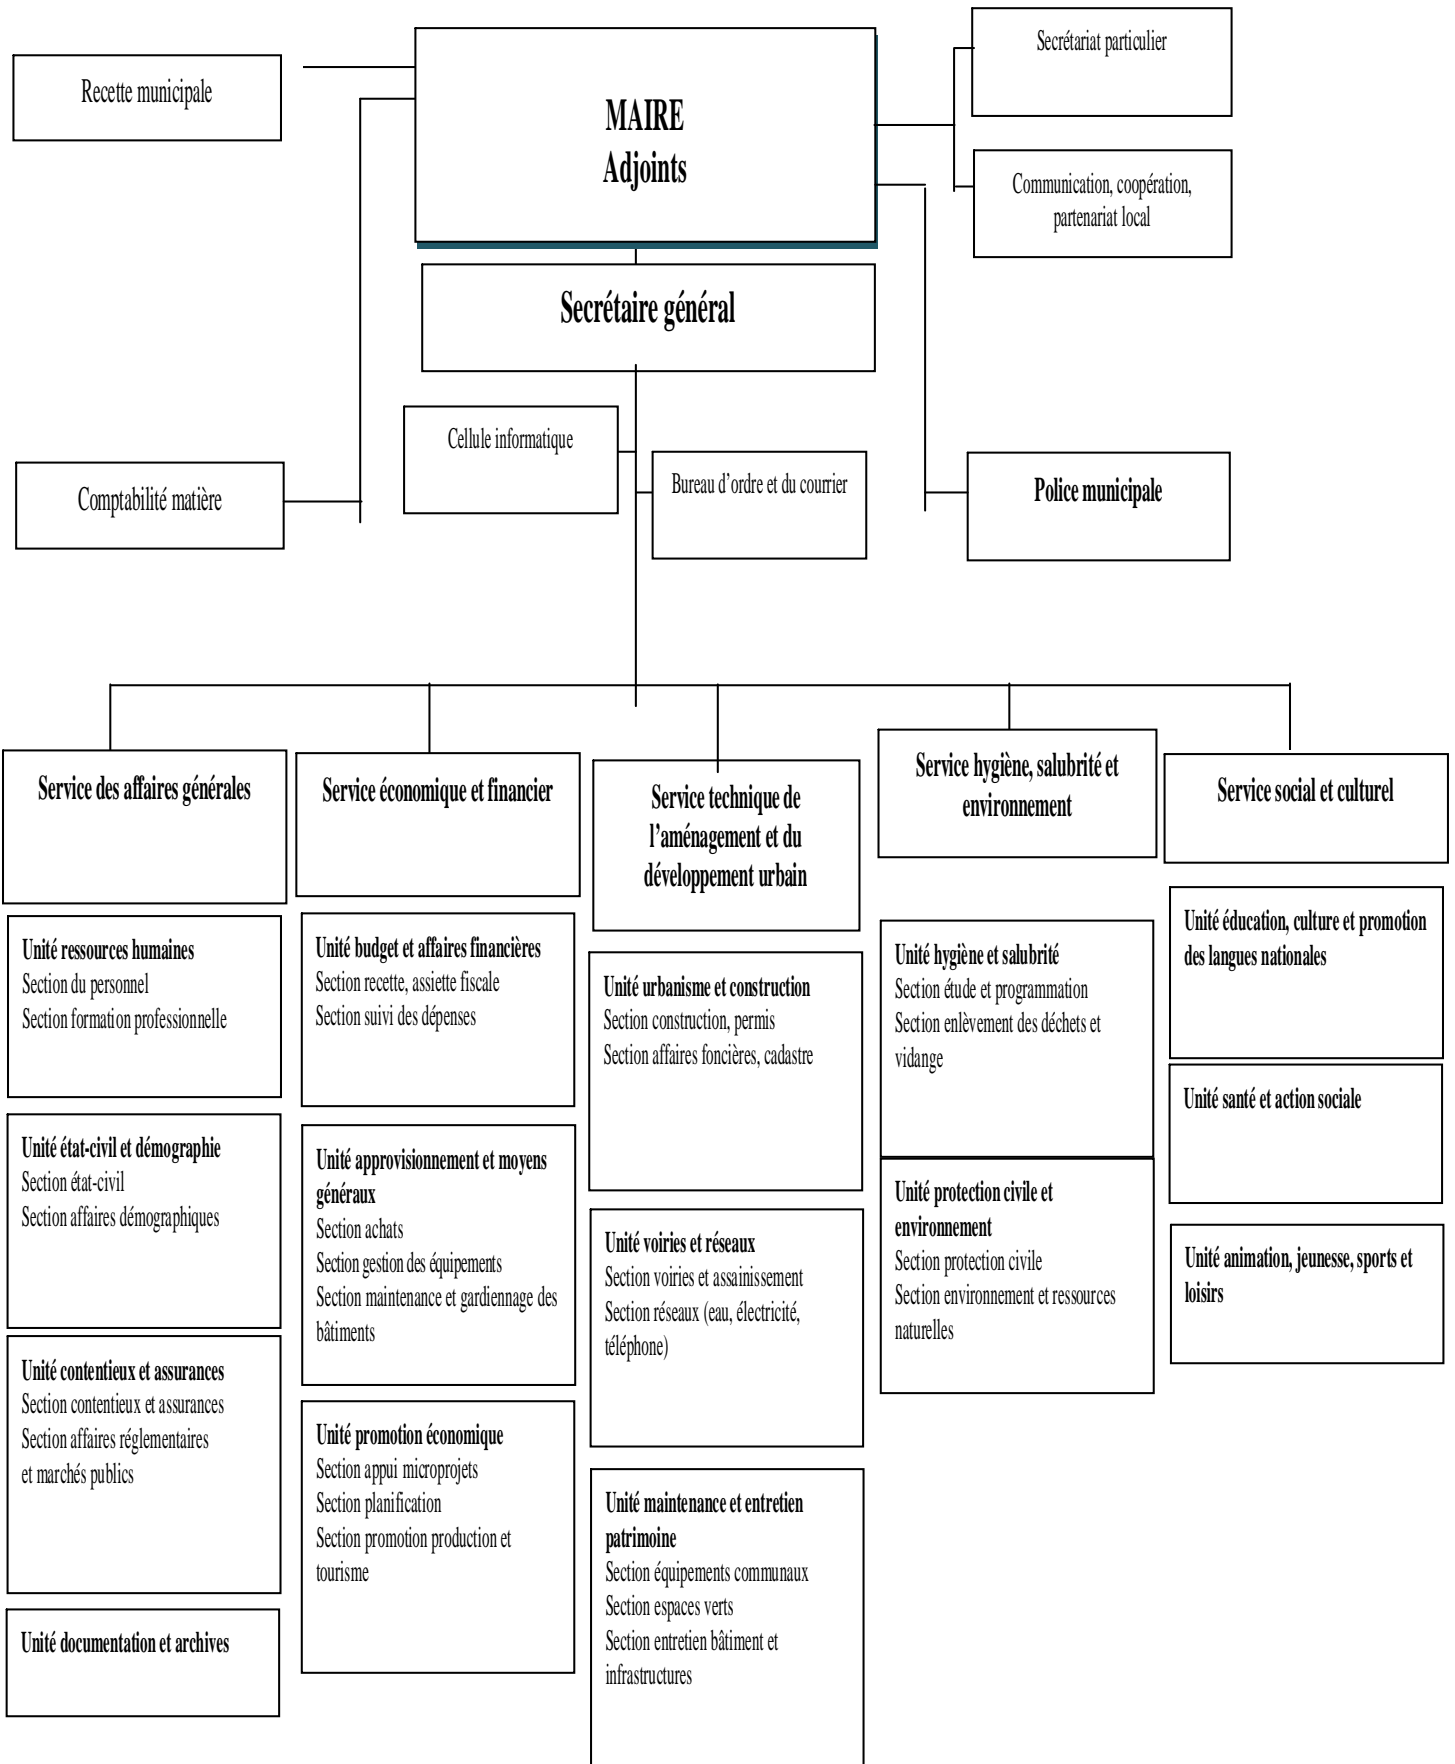 Recette municipale
MAIRE
Adjoints
Secrétariat particulier
Communication, coopération,
partenariat local
Secrétaire général
Cellule informatique
Bureau d’ordre et du courrier
Comptabilité matière
Police municipale
Service des affaires générales
Service économique et financier
Service technique de
l’aménagement et du
développement urbain
Service hygiène, salubrité et
environnement
Service social et culturel
Unité ressources humaines
Section du personnel
Section formation professionnelle
Unité état-civil et démographie
Section état-civil
Section affaires démographiques
Unité contentieux et assurances
Section contentieux et assurances
Section affaires réglementaires
et marchés publics
Unité documentation et archives
Unité budget et affaires financières
Section recette, assiette fiscale
Section suivi des dépenses
Unité approvisionnement et moyens
généraux
Section achats
Section gestion des équipements
Section maintenance et gardiennage des
bâtiments
Unité promotion économique
Section appui microprojets
Section planification
Section promotion production et
tourisme
Unité urbanisme et construction
Section construction, permis
Section affaires foncières, cadastre
Unité voiries et réseaux
Section voiries et assainissement
Section réseaux (eau, électricité,
téléphone)
Unité maintenance et entretien
patrimoine
Section équipements communaux
Section espaces verts
Section entretien bâtiment et
infrastructures
Unité hygiène et salubrité
Section étude et programmation
Section enlèvement des déchets et
vidange
Unité protection civile et
environnement
Section protection civile
Section environnement et ressources
naturelles
Unité éducation, culture et promotion
des langues nationales
Unité santé et action sociale
Unité animation, jeunesse, sports et
loisirs